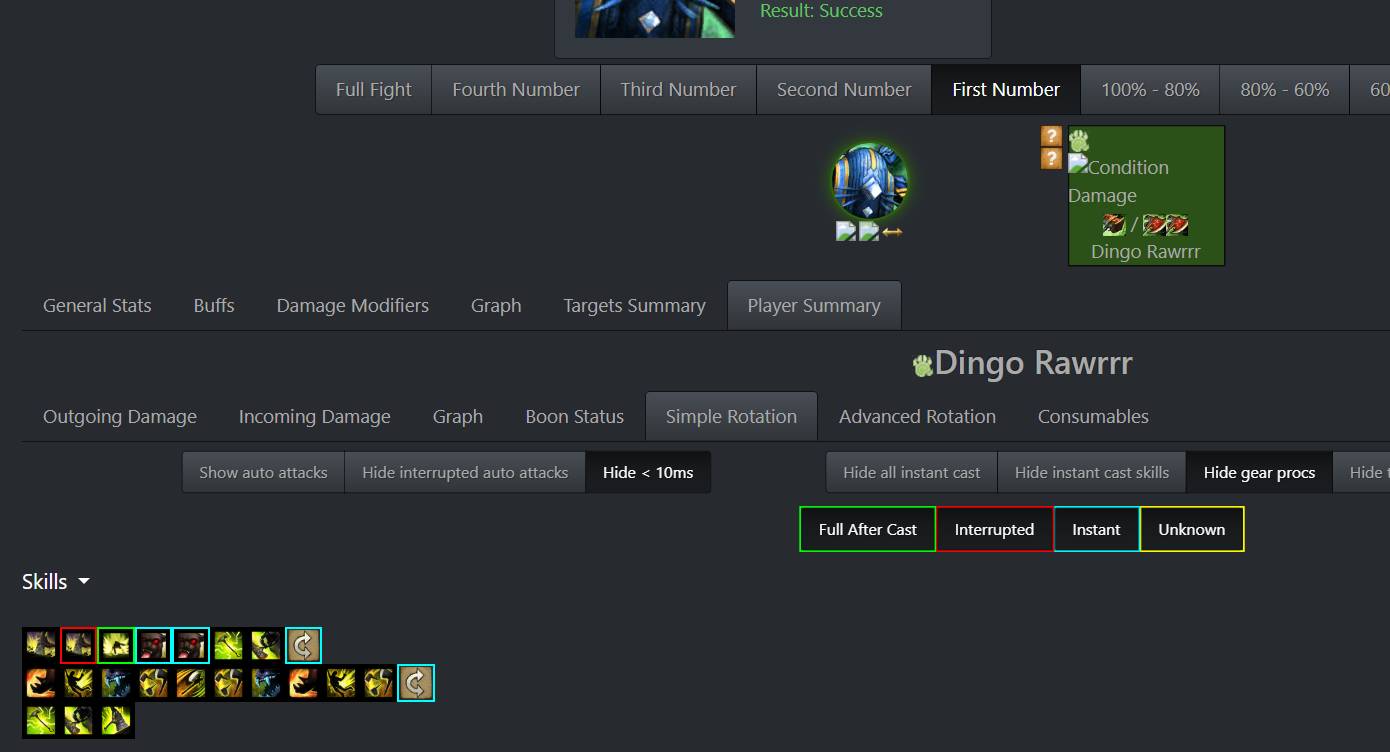 Result: Success
Full Fight Fourth Number Third Number Second Number First Number 100% - 80% 80% - 60% 60
? Condition
? Damage
/
Dingo Rawrrr
General Stats Buffs Damage Modifiers Graph Targets Summary Player Summary
Dingo Rawrrr
Outgoing Damage Incoming Damage Graph Boon Status Simple Rotation Advanced Rotation Consumables
Show auto attacks Hide interrupted auto attacks Hide < 10ms Hide all instant cast Hide instant cast skills Hide gear procs Hide
Full After Cast Interrupted Instant Unknown
Skills